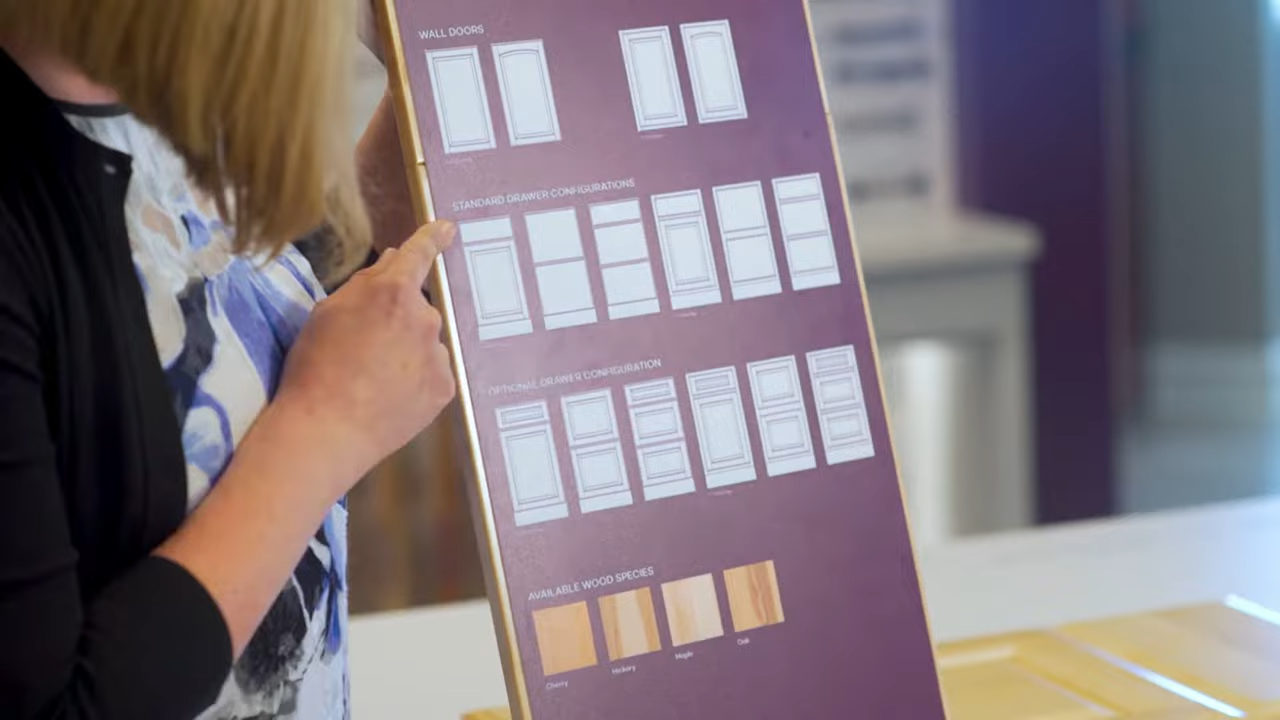 WALL DOORS
STANDARD DRAWER CONFIGURATIONS
OPTIONAL DRAWER CONFIGURATION
AVAILABLE WOOD SPECIES
Cherry
Hickory
Maple
Oak